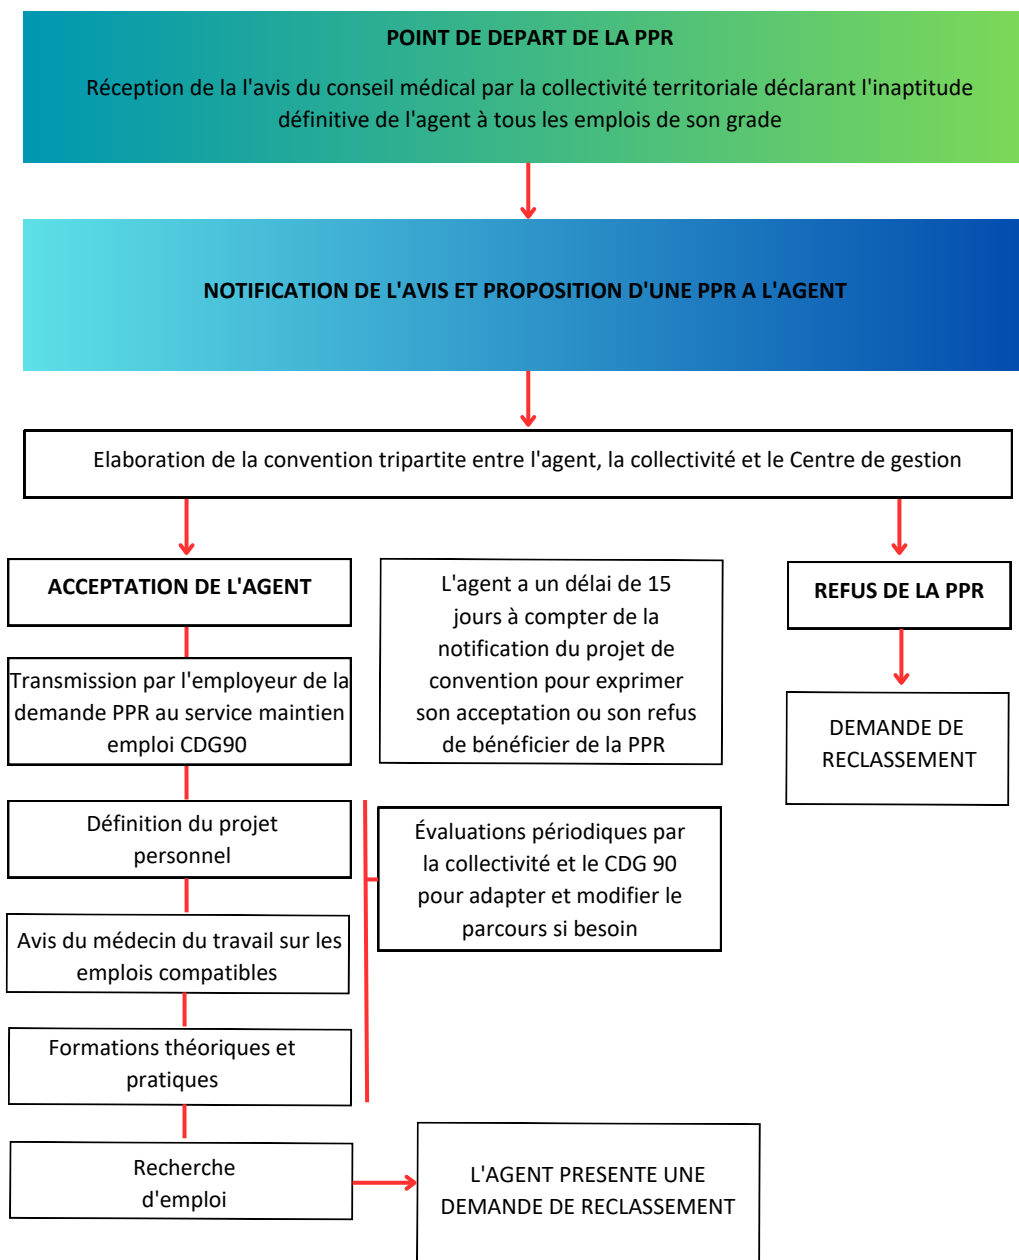 POINT DE DEPART DE LA PPR
Réception de la l'avis du conseil médical par la collectivité territoriale déclarant l'inaptitude
définitive de l'agent à tous les emplois de son grade
NOTIFICATION DE L'AVIS ET PROPOSITION D'UNE PPR A L'AGENT
Elaboration de la convention tripartite entre l'agent, la collectivité et le Centre de gestion
ACCEPTATION DE L'AGENT
L'agent a un délai de 15
jours à compter de la
notification du projet de
convention pour exprimer
son acceptation ou son refus
de bénéficier de la PPR
REFUS DE LA PPR
Transmission par l'employeur de la
demande PPR au service maintien
emploi CDG90
DEMANDE DE
RECLASSEMENT
Définition du projet
personnel
Évaluations périodiques par
la collectivité et le CDG 90
pour adapter et modifier le
parcours si besoin
Avis du médecin du travail sur les
emplois compatibles
Formations théoriques et
pratiques
Recherche
d'emploi
L'AGENT PRESENTE UNE
DEMANDE DE RECLASSEMENT